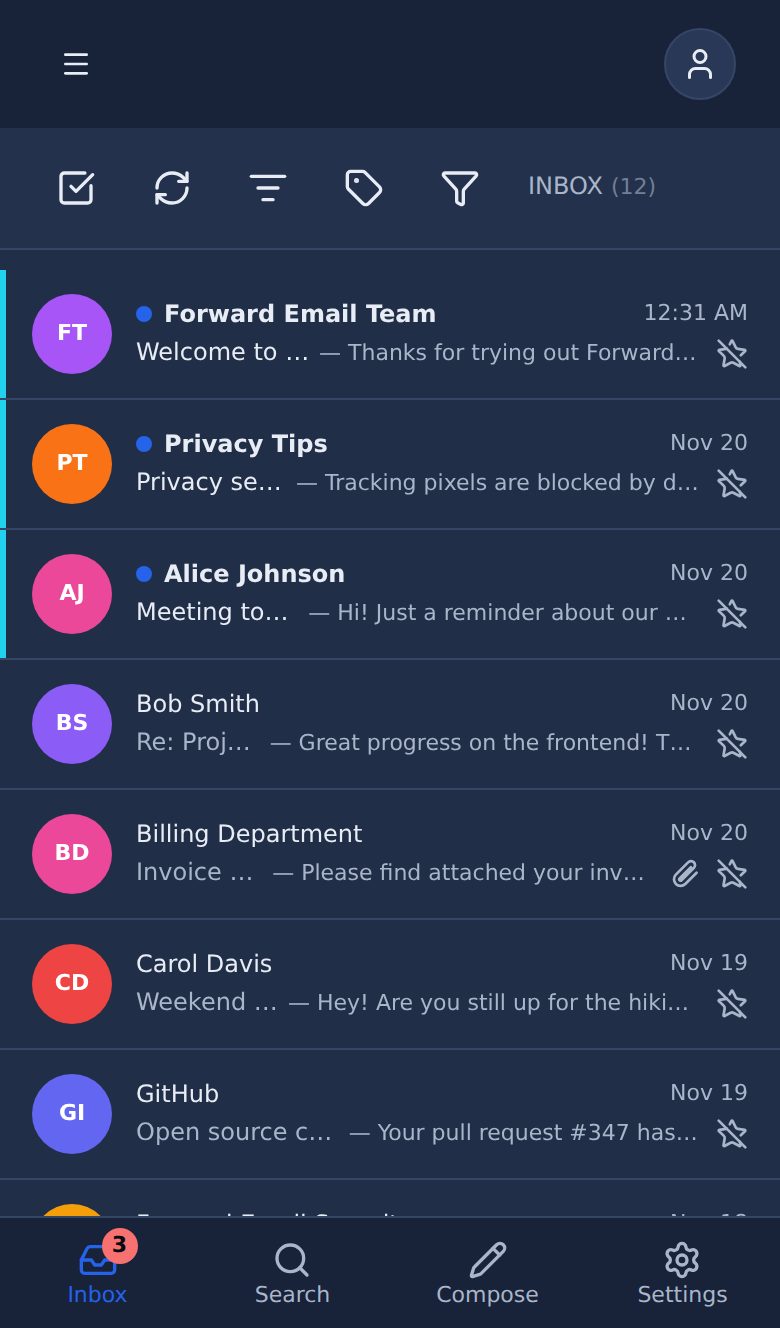 INBOX (12)
FT
Forward Email Team 12:31 AM
Welcome to … — Thanks for trying out Forward…
PT
Privacy Tips Nov 20
Privacy se… — Tracking pixels are blocked by d…
AJ
Alice Johnson Nov 20
Meeting to… — Hi! Just a reminder about our …
BS
Bob Smith Nov 20
Re: Proj… — Great progress on the frontend! T…
BD
Billing Department Nov 20
Invoice … — Please find attached your inv…
CD
Carol Davis Nov 19
Weekend … — Hey! Are you still up for the hiki…
GI
GitHub Nov 19
Open source c… — Your pull request #347 has…
3
Inbox Search Compose Settings